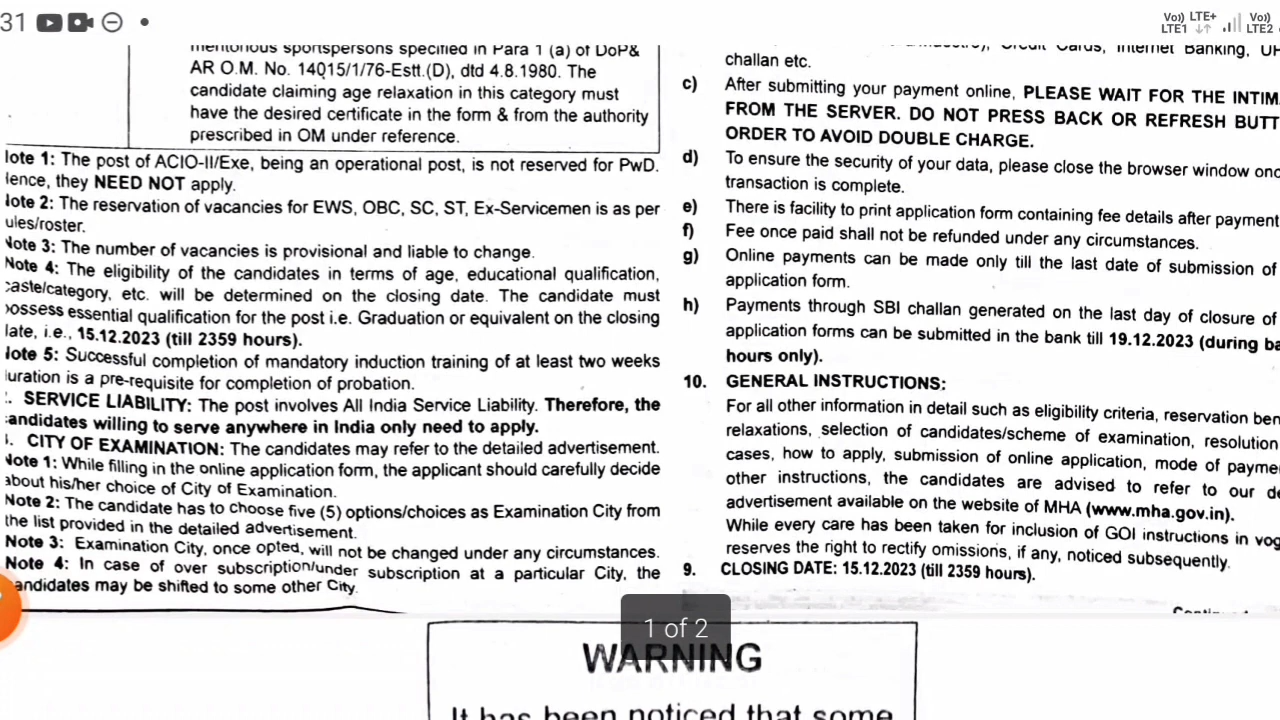 31
Vo) LTE+
LTE1 ↓↑
Vo)
LTE2
meritorious sportspersons specified in Para 1 (a) of DoP&
AR O.M. No. 14015/1/76-Estt.(D), dtd 4.8.1980. The
candidate claiming age relaxation in this category must
have the desired certificate in the form & from the authority
prescribed in OM under reference.
lote 1: The post of ACIO-II/Exe, being an operational post, is not reserved for PwD.
lence, they NEED NOT apply.
lote 2: The reservation of vacancies for EWS, OBC, SC, ST, Ex-Servicemen is as per
ules/roster.
Note 3: The number of vacancies is provisional and liable to change.
Note 4: The eligibility of the candidates in terms of age, educational qualification,
caste/category, etc. will be determined on the closing date. The candidate must
possess essential qualification for the post i.e. Graduation or equivalent on the closing
late, i.e., 15.12.2023 (till 2359 hours).
lote 5: Successful completion of mandatory induction training of at least two weeks
luration is a pre-requisite for completion of probation.
. SERVICE LIABILITY: The post involves All India Service Liability. Therefore, the
andidates willing to serve anywhere in India only need to apply.
. CITY OF EXAMINATION: The candidates may refer to the detailed advertisement.
Note 1: While filling in the online application form, the applicant should carefully decide
about his/her choice of City of Examination.
Note 2: The candidate has to choose five (5) options/choices as Examination City from
the list provided in the detailed advertisement.
Note 3: Examination City, once opted, will not be changed under any circumstances.
Note 4: In case of over subscription/under subscription at a particular City, the
andidates may be shifted to some other City.
Credit Cards, Internet Banking, UP
challan etc.
c) After submitting your payment online, PLEASE WAIT FOR THE INTIM
FROM THE SERVER. DO NOT PRESS BACK OR REFRESH BUTT
ORDER TO AVOID DOUBLE CHARGE.
d) To ensure the security of your data, please close the browser window onc
transaction is complete.
e) There is facility to print application form containing fee details after payment
f) Fee once paid shall not be refunded under any circumstances.
g) Online payments can be made only till the last date of submission of
application form.
h) Payments through SBI challan generated on the last day of closure of
application forms can be submitted in the bank till 19.12.2023 (during ba
hours only).
10. GENERAL INSTRUCTIONS:
For all other information in detail such as eligibility criteria, reservation ben
relaxations, selection of candidates/scheme of examination, resolution
cases, how to apply, submission of online application, mode of payme
other instructions, the candidates are advised to refer to our de
advertisement available on the website of MHA (www.mha.gov.in).
While every care has been taken for inclusion of GOI instructions in vog
reserves the right to rectify omissions, if any, noticed subsequently.
9. CLOSING DATE: 15.12.2023 (till 2359 hours).
1 of 2
WARNING
It has been noticed that some